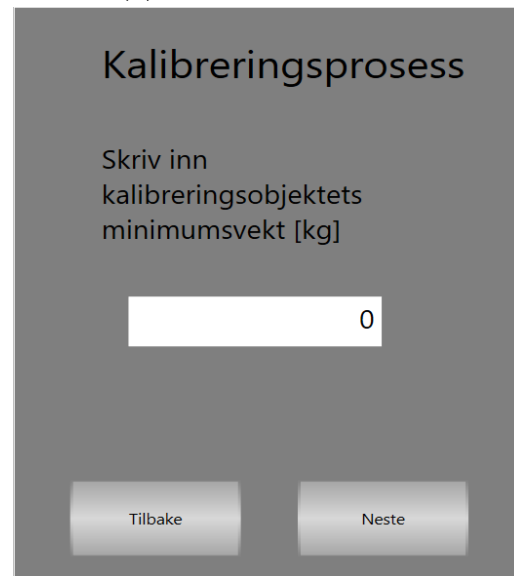 Kalibreringsprosess
Skriv inn
kalibreringsobjektets
minimumsvekt [kg]
0
Tilbake
Neste